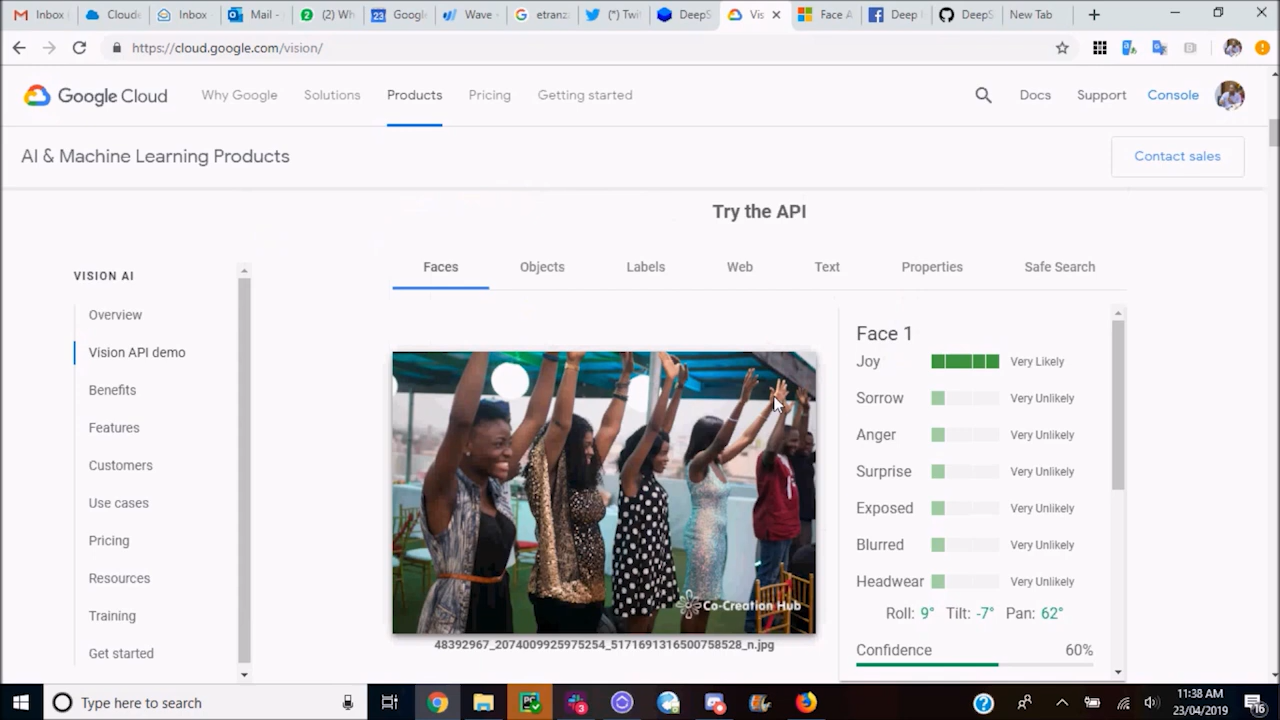 Inbox
Cloud
Inbox
Mail -
(2) Wh
Googl
Wave
etranz
(*) Twi
DeepS
Vis
Face A
Deep
DeepS
New Tab
https://cloud.google.com/vision/
Google Cloud
Why Google
Solutions
Products
Pricing
Getting started
Docs
Support
Console
AI & Machine Learning Products
Contact sales
Try the API
VISION AI
Overview
Vision API demo
Benefits
Features
Customers
Use cases
Pricing
Resources
Training
Get started
Faces
Objects
Labels
Web
Text
Properties
Safe Search
Co-Creation Hub
48392967_2074009925975254_5171691316500758528_n.jpg
Face 1
Joy Very Likely
Sorrow Very Unlikely
Anger Very Unlikely
Surprise Very Unlikely
Exposed Very Unlikely
Blurred Very Unlikely
Headwear Very Unlikely
Roll: 9° Tilt: -7° Pan: 62°
Confidence 60%
Type here to search
11:38 AM
23/04/2019